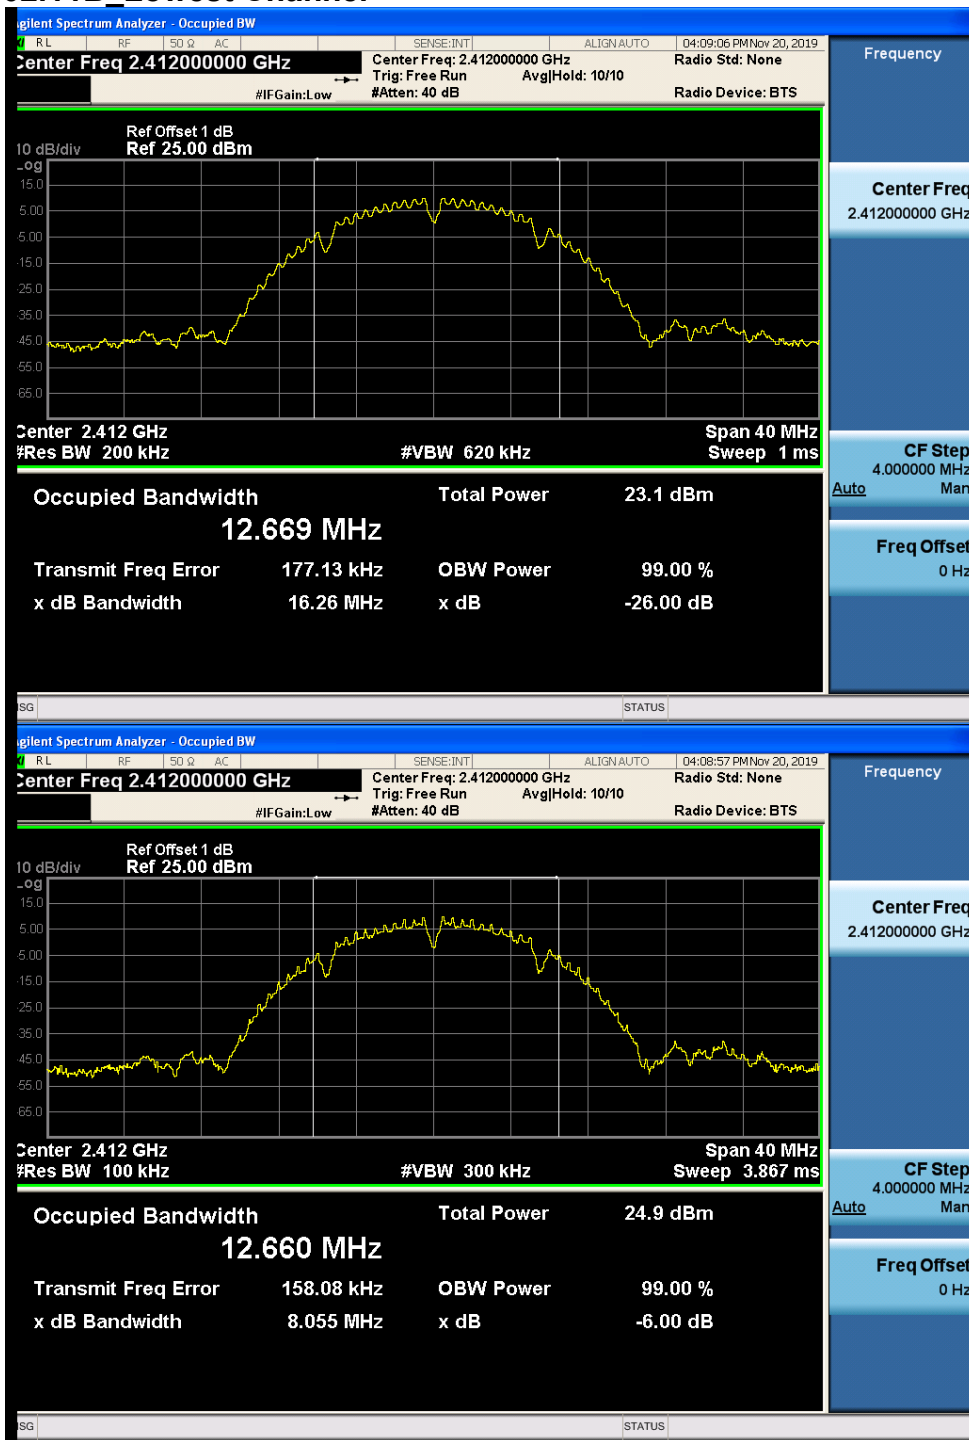 Agilent Spectrum Analyzer - Occupied BW
RL RF 50 Ω AC SENSE:INT ALIGN AUTO 04:09:06 PM Nov 20, 2019
Center Freq 2.412000000 GHz
Center Freq: 2.412000000 GHz
Radio Std: None
Trig: Free Run Avg|Hold: 10/10
#IFGain:Low #Atten: 40 dB Radio Device: BTS
Frequency
Ref Offset 1 dB
10 dB/div Ref 25.00 dBm
Log
15.0
5.00
-5.00
-15.0
-25.0
-35.0
-45.0
-55.0
-65.0
Center Freq
2.412000000 GHz
Center 2.412 GHz Span 40 MHz
#Res BW 200 kHz #VBW 620 kHz Sweep 1 ms
CF Step
4.000000 MHz
Auto Man
Occupied Bandwidth Total Power 23.1 dBm
12.669 MHz
Transmit Freq Error 177.13 kHz OBW Power 99.00 %
x dB Bandwidth 16.26 MHz x dB -26.00 dB
Freq Offset
0 Hz
MSG STATUS
Agilent Spectrum Analyzer - Occupied BW
RL RF 50 Ω AC SENSE:INT ALIGN AUTO 04:08:57 PM Nov 20, 2019
Center Freq 2.412000000 GHz
Center Freq: 2.412000000 GHz
Radio Std: None
Trig: Free Run Avg|Hold: 10/10
#IFGain:Low #Atten: 40 dB Radio Device: BTS
Frequency
Ref Offset 1 dB
10 dB/div Ref 25.00 dBm
Log
15.0
5.00
-5.00
-15.0
-25.0
-35.0
-45.0
-55.0
-65.0
Center Freq
2.412000000 GHz
Center 2.412 GHz Span 40 MHz
#Res BW 100 kHz #VBW 300 kHz Sweep 3.867 ms
CF Step
4.000000 MHz
Auto Man
Occupied Bandwidth Total Power 24.9 dBm
12.660 MHz
Transmit Freq Error 158.08 kHz OBW Power 99.00 %
x dB Bandwidth 8.055 MHz x dB -6.00 dB
Freq Offset
0 Hz
MSG STATUS